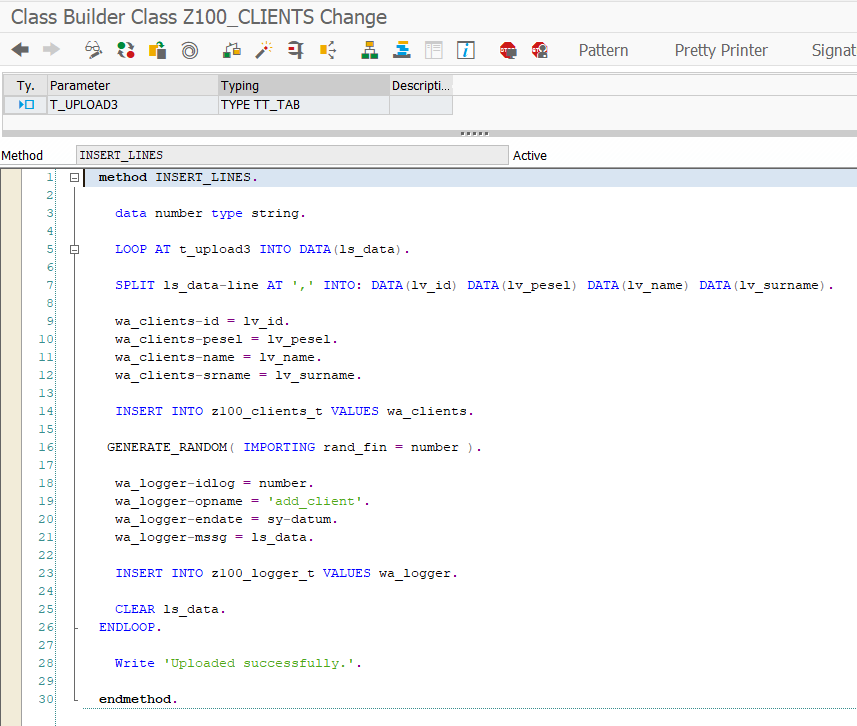 Class Builder Class Z100_CLIENTS Change
Pattern Pretty Printer Signat
Ty. Parameter Typing Descripti...
T_UPLOAD3 TYPE TT_TAB
Method INSERT_LINES Active
1 method INSERT_LINES.
2
3 data number type string.
4
5 LOOP AT t_upload3 INTO DATA(ls_data).
6
7 SPLIT ls_data-line AT ',' INTO: DATA(lv_id) DATA(lv_pesel) DATA(lv_name) DATA(lv_surname).
8
9 wa_clients-id = lv_id.
10 wa_clients-pesel = lv_pesel.
11 wa_clients-name = lv_name.
12 wa_clients-srname = lv_surname.
13
14 INSERT INTO z100_clients_t VALUES wa_clients.
15
16 GENERATE_RANDOM( IMPORTING rand_fin = number ).
17
18 wa_logger-idlog = number.
19 wa_logger-opname = 'add_client'.
20 wa_logger-endate = sy-datum.
21 wa_logger-mssg = ls_data.
22
23 INSERT INTO z100_logger_t VALUES wa_logger.
24
25 CLEAR ls_data.
26 ENDLOOP.
27
28 Write 'Uploaded successfully.'.
29
30 endmethod.